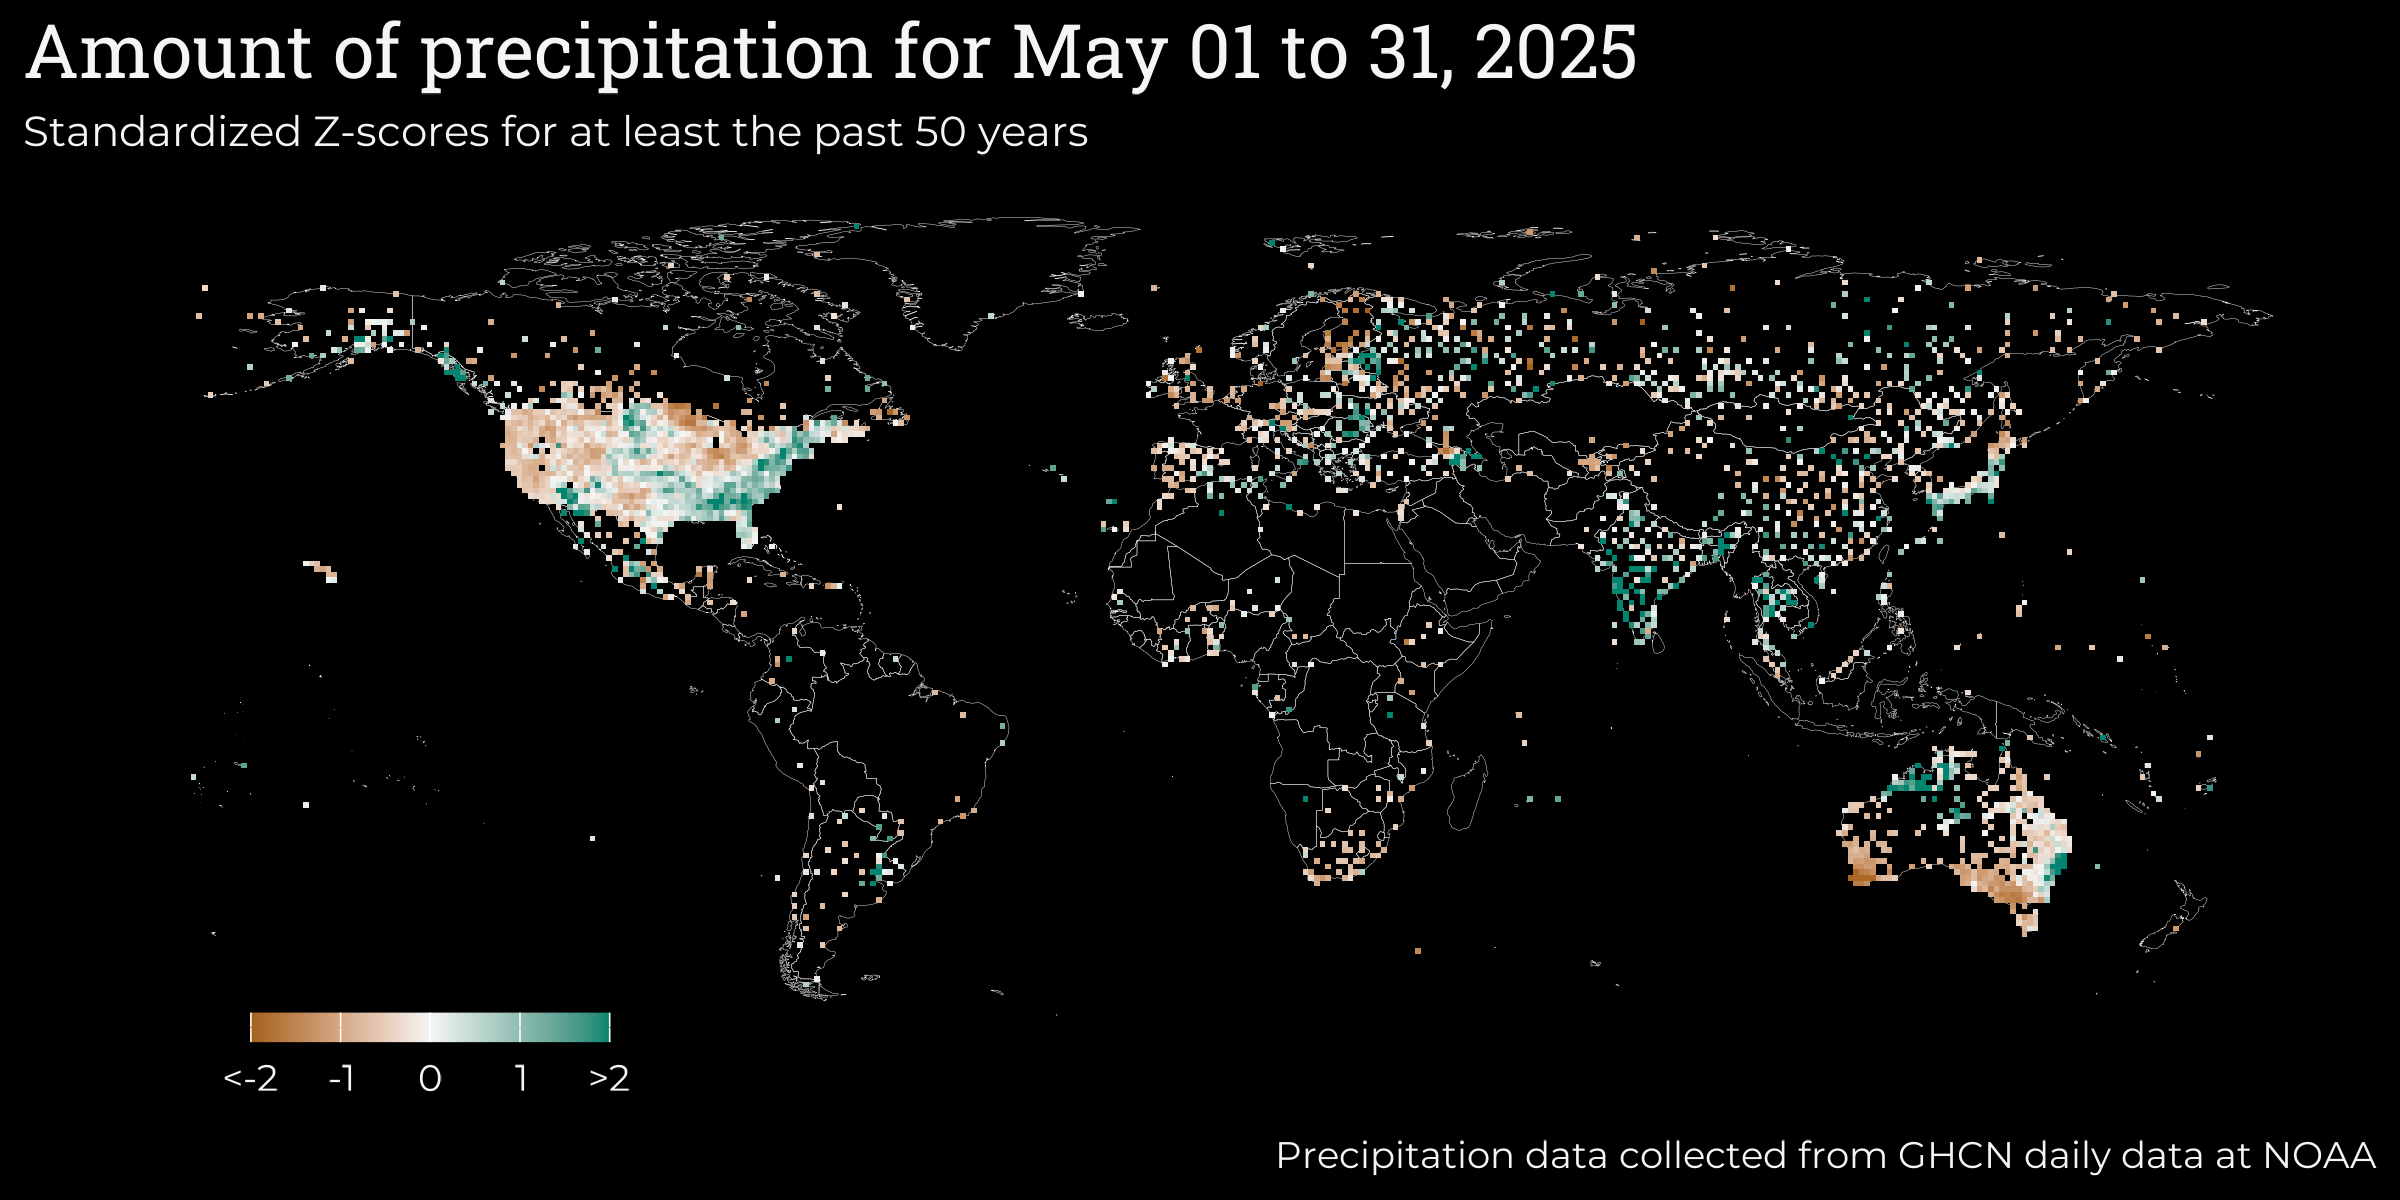 Amount of precipitation for May 01 to 31, 2025
Standardized Z-scores for at least the past 50 years
<-2 -1 0 1 >2
Precipitation data collected from GHCN daily data at NOAA